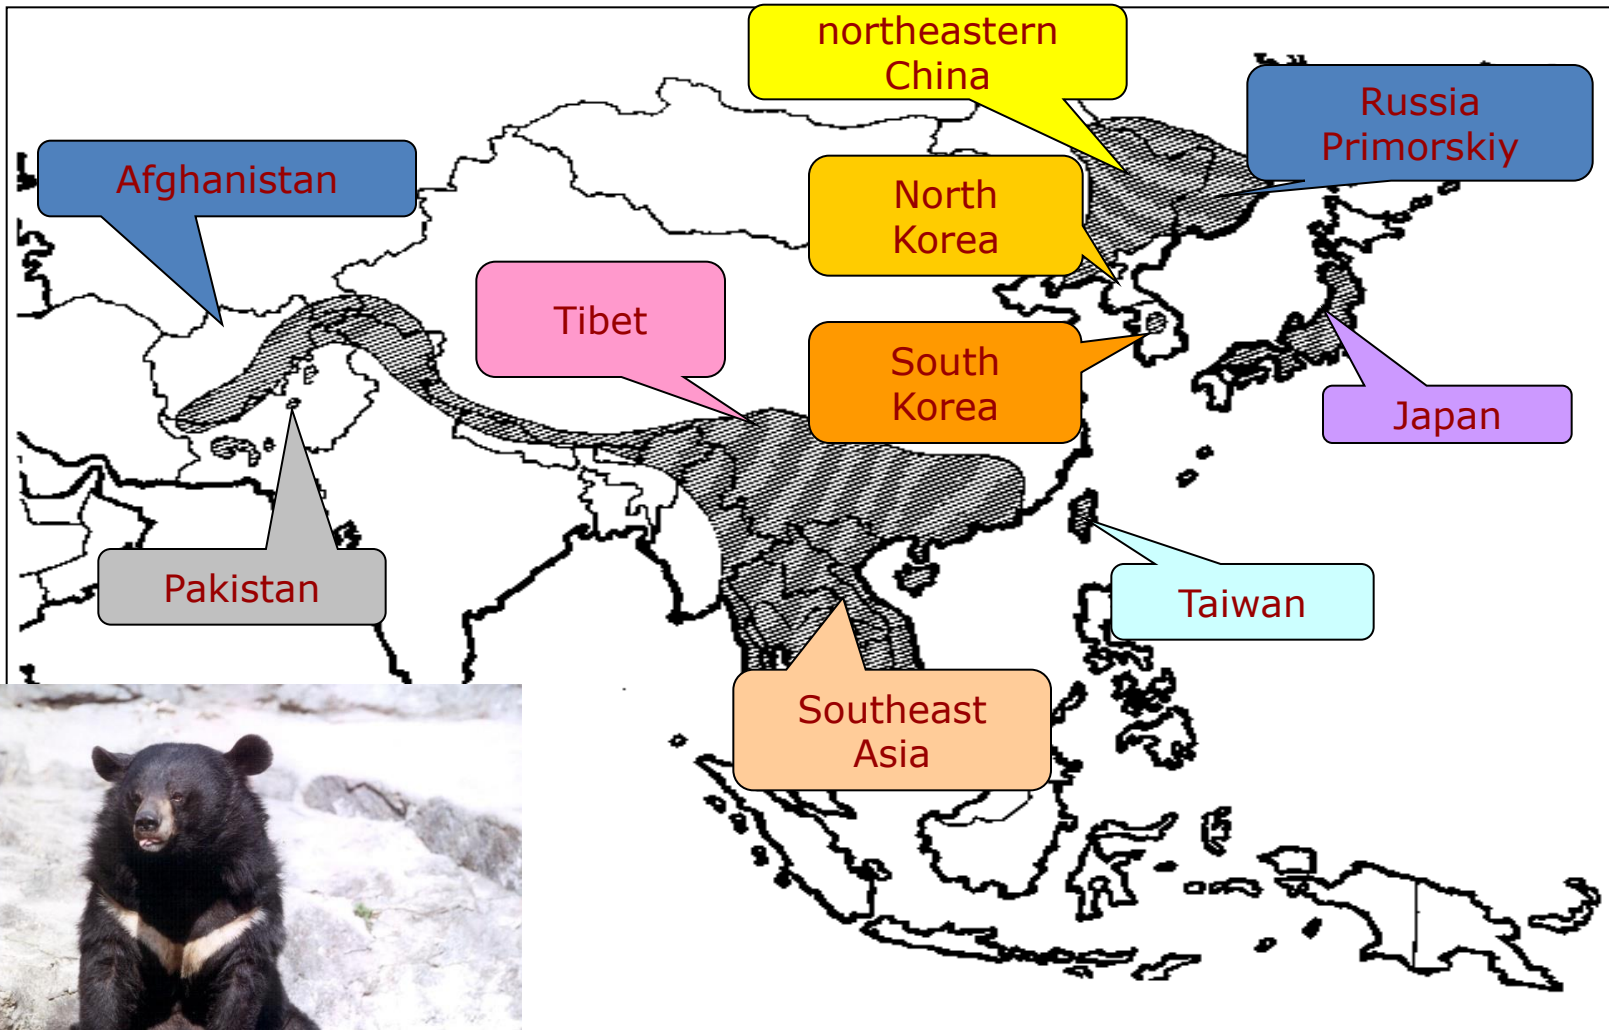 northeastern
China
Russia
Primorskiy
Afghanistan
North
Korea
Tibet
South
Korea
Japan
Pakistan
Taiwan
Southeast
Asia